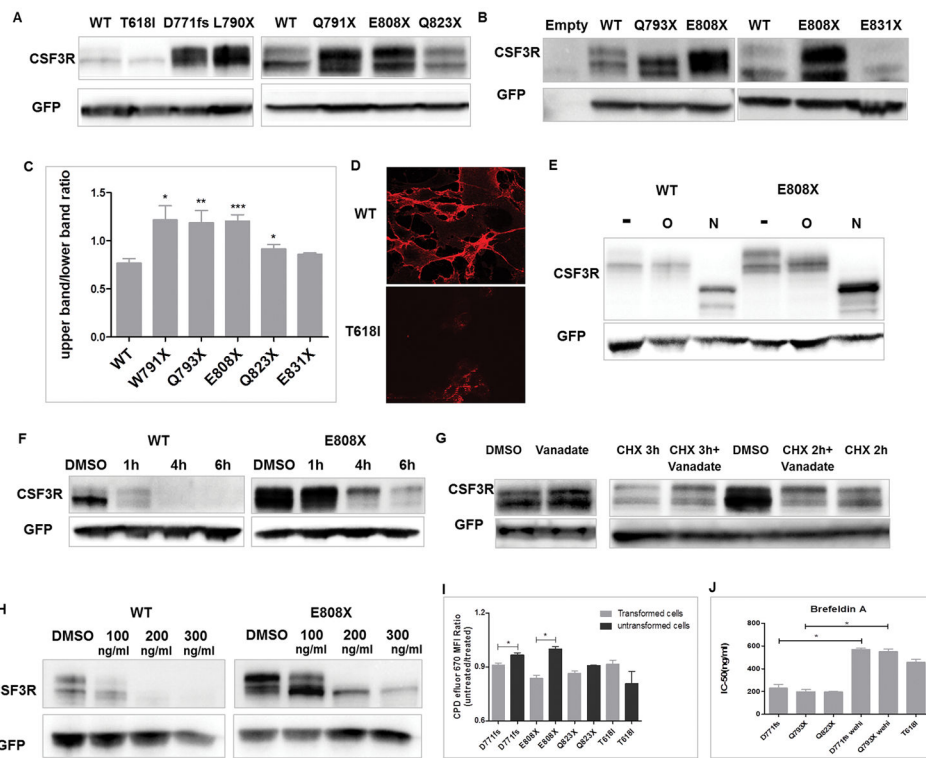 A
WT T618I D771fs L790X WT Q791X E808X Q823X
CSF3R
GFP
B
Empty WT Q793X E808X WT E808X E831X
CSF3R
GFP
C
upper band/lower band ratio
1.5
1.0
0.5
0.0
WT W791X Q793X E808X Q823X E831X
* ** *** *
D
WT
T618I
E
WT E808X
- O N - O N
CSF3R
GFP
F
WT E808X
DMSO 1h 4h 6h DMSO 1h 4h 6h
CSF3R
GFP
G
DMSO Vanadate CHX 3h CHX 3h+ Vanadate DMSO CHX 2h+ Vanadate CHX 2h
CSF3R
GFP
H
WT E808X
DMSO 100 ng/ml 200 ng/ml 300 ng/ml DMSO 100 ng/ml 200 ng/ml 300 ng/ml
CSF3R
GFP
I
Transformed cells
untransformed cells
CPD efluor 670 MFI Ratio
(untreated/treated)
1.2
0.9
0.6
* *
D771fs D771fs E808X E808X Q823X Q823X T618I T618I
J
Brefeldin A
IC-50(ng/ml)
800
600
400
200
0
* *
D771fs Q793X Q823X D771fs wehi Q793X wehi T618I